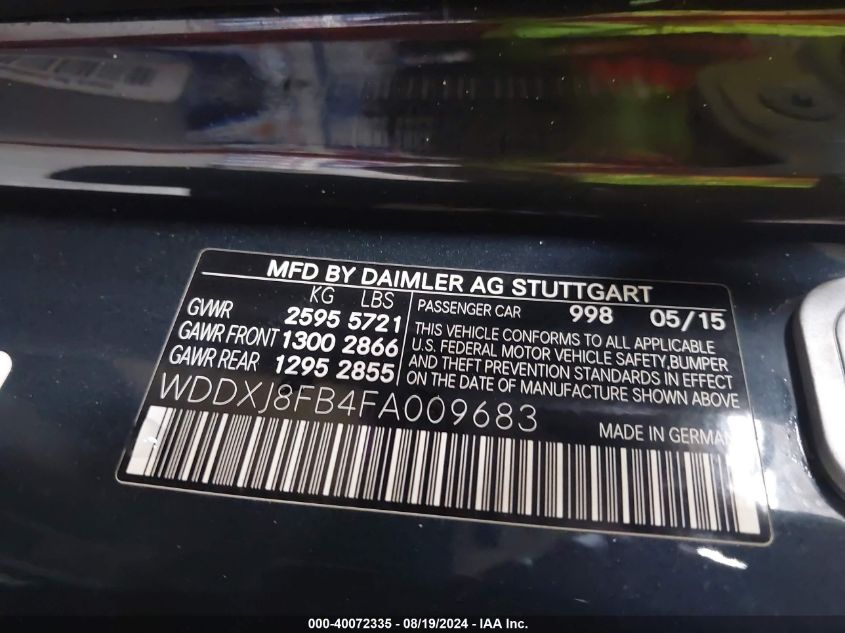 MFD BY DAIMLER AG STUTTGART
KG LBS
GVWR 2595 5721
GAWR FRONT 1300 2866
GAWR REAR 1295 2855
PASSENGER CAR 998 05/15
THIS VEHICLE CONFORMS TO ALL APPLICABLE
U.S. FEDERAL MOTOR VEHICLE SAFETY,BUMPER
AND THEFT PREVENTION STANDARDS IN EFFECT
ON THE DATE OF MANUFACTURE SHOWN ABOVE
WDDXJ8FB4FA009683
MADE IN GERMANY
000-40072335 - 08/19/2024 - IAA Inc.